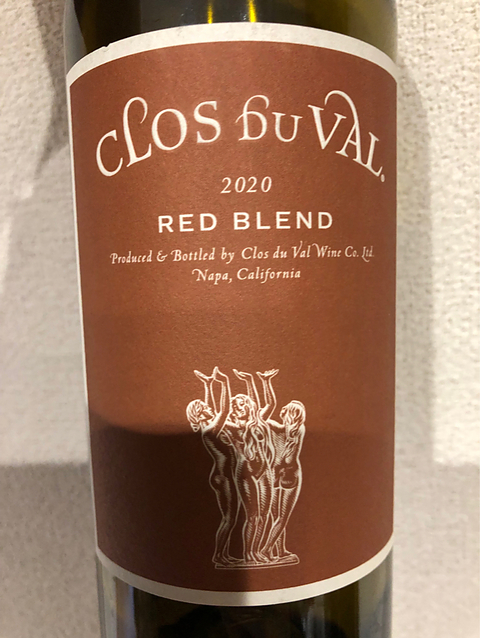 CLOS DU VAL.
2020
RED BLEND
Produced & Bottled by Clos du Val Wine Co. Ltd.
Napa, California